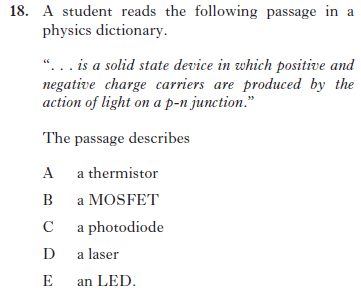 18. A student reads the following passage in a
physics dictionary.
“. . . is a solid state device in which positive and
negative charge carriers are produced by the
action of light on a p-n junction.”
The passage describes
A a thermistor
B a MOSFET
C a photodiode
D a laser
E an LED.